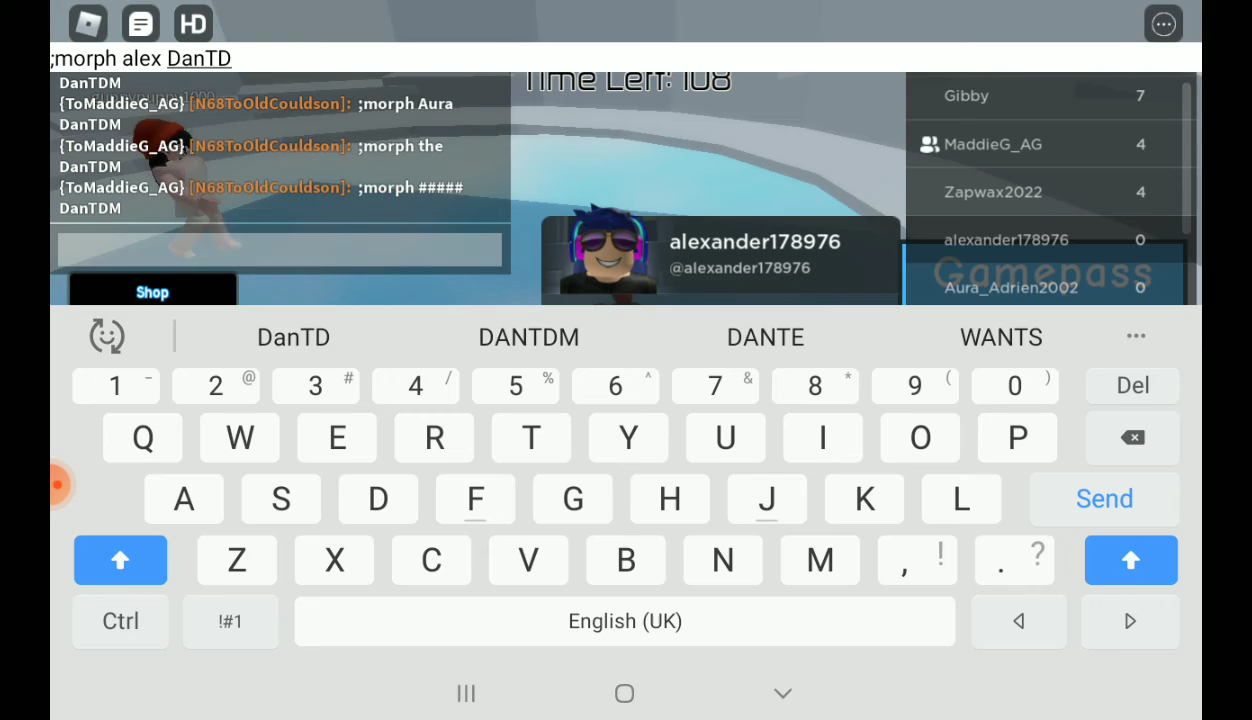 HD
;morph alex DanTD
DanTDM
{ToMaddieG_AG} [N68ToOldCouldson]: ;morph Aura
DanTDM
{ToMaddieG_AG} [N68ToOldCouldson]: ;morph the
DanTDM
{ToMaddieG_AG} [N68ToOldCouldson]: ;morph #####
DanTDM
Shop
Time Left: 108
alexander178976
@alexander178976
Gibby 7
MaddieG_AG 4
Zapwax2022 4
alexander178976 0
Gamepass
Aura_Adrien2002 0
DanTD DANTDM DANTE WANTS ...
1 - 2 @ 3 # 4 / 5 % 6 ^ 7 & 8 * 9 ( 0 ) Del
Q W E R T Y U I O P
A S D F G H J K L Send
Z X C V B N M , ! . ?
Ctrl !#1 English (UK)